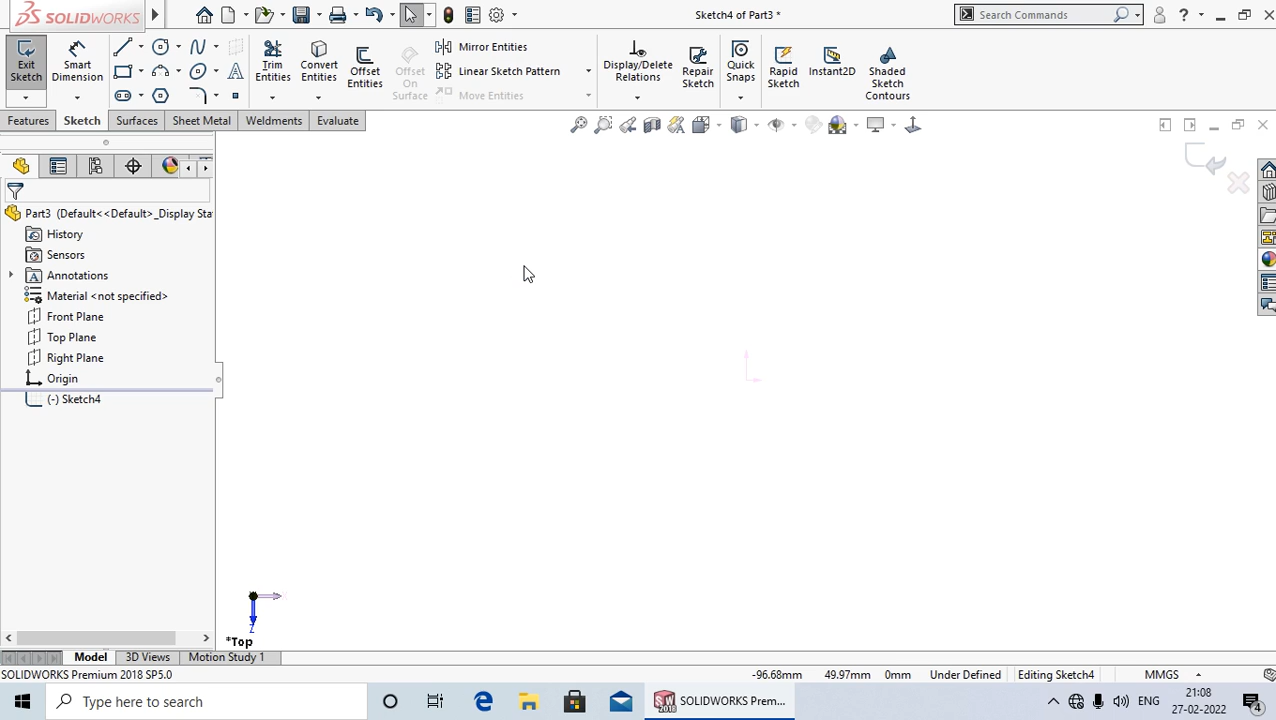 SOLIDWORKS
Sketch4 of Part3 *
Search Commands
Exit Sketch
Smart Dimension
Trim Entities
Convert Entities
Offset Entities
Offset On Surface
Mirror Entities
Linear Sketch Pattern
Move Entities
Display/Delete Relations
Repair Sketch
Quick Snaps
Rapid Sketch
Instant2D
Shaded Sketch Contours
Features
Sketch
Surfaces
Sheet Metal
Weldments
Evaluate
Part3 (Default<<Default>_Display Sta
History
Sensors
Annotations
Material <not specified>
Front Plane
Top Plane
Right Plane
Origin
(-) Sketch4
Z
*Top
Model
3D Views
Motion Study 1
SOLIDWORKS Premium 2018 SP5.0
-96.68mm
49.97mm
0mm
Under Defined
Editing Sketch4
MMGS
Type here to search
SW
2018
SOLIDWORKS Prem...
ENG
21:08
27-02-2022
4